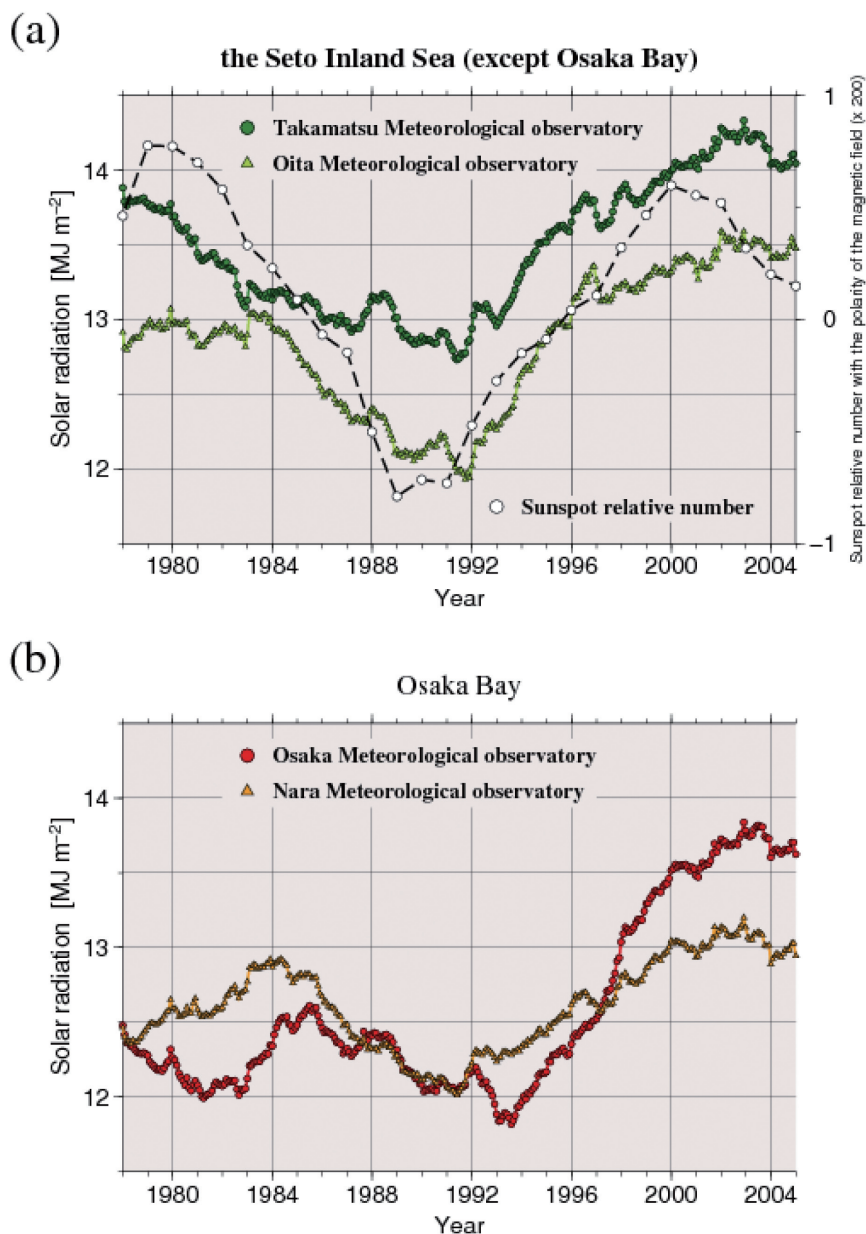 (a)
the Seto Inland Sea (except Osaka Bay)
Takamatsu Meteorological observatory
Oita Meteorological observatory
Sunspot relative number
Solar radiation [MJ m−2]
14
13
12
1
0
−1
Sunspot relative number with the polarity of the magnetic field (x 200)
1980 1984 1988 1992 1996 2000 2004
Year
(b)
Osaka Bay
Osaka Meteorological observatory
Nara Meteorological observatory
Solar radiation [MJ m−2]
14
13
12
1980 1984 1988 1992 1996 2000 2004
Year